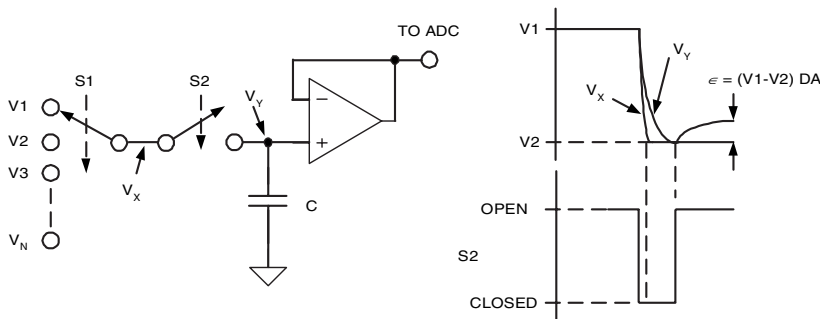 TO ADC
S1
S2
V1
V2
V3
VN
VX
VY
C
V1
V2
VX
VY
ϵ = (V1-V2) DA
OPEN
S2
CLOSED